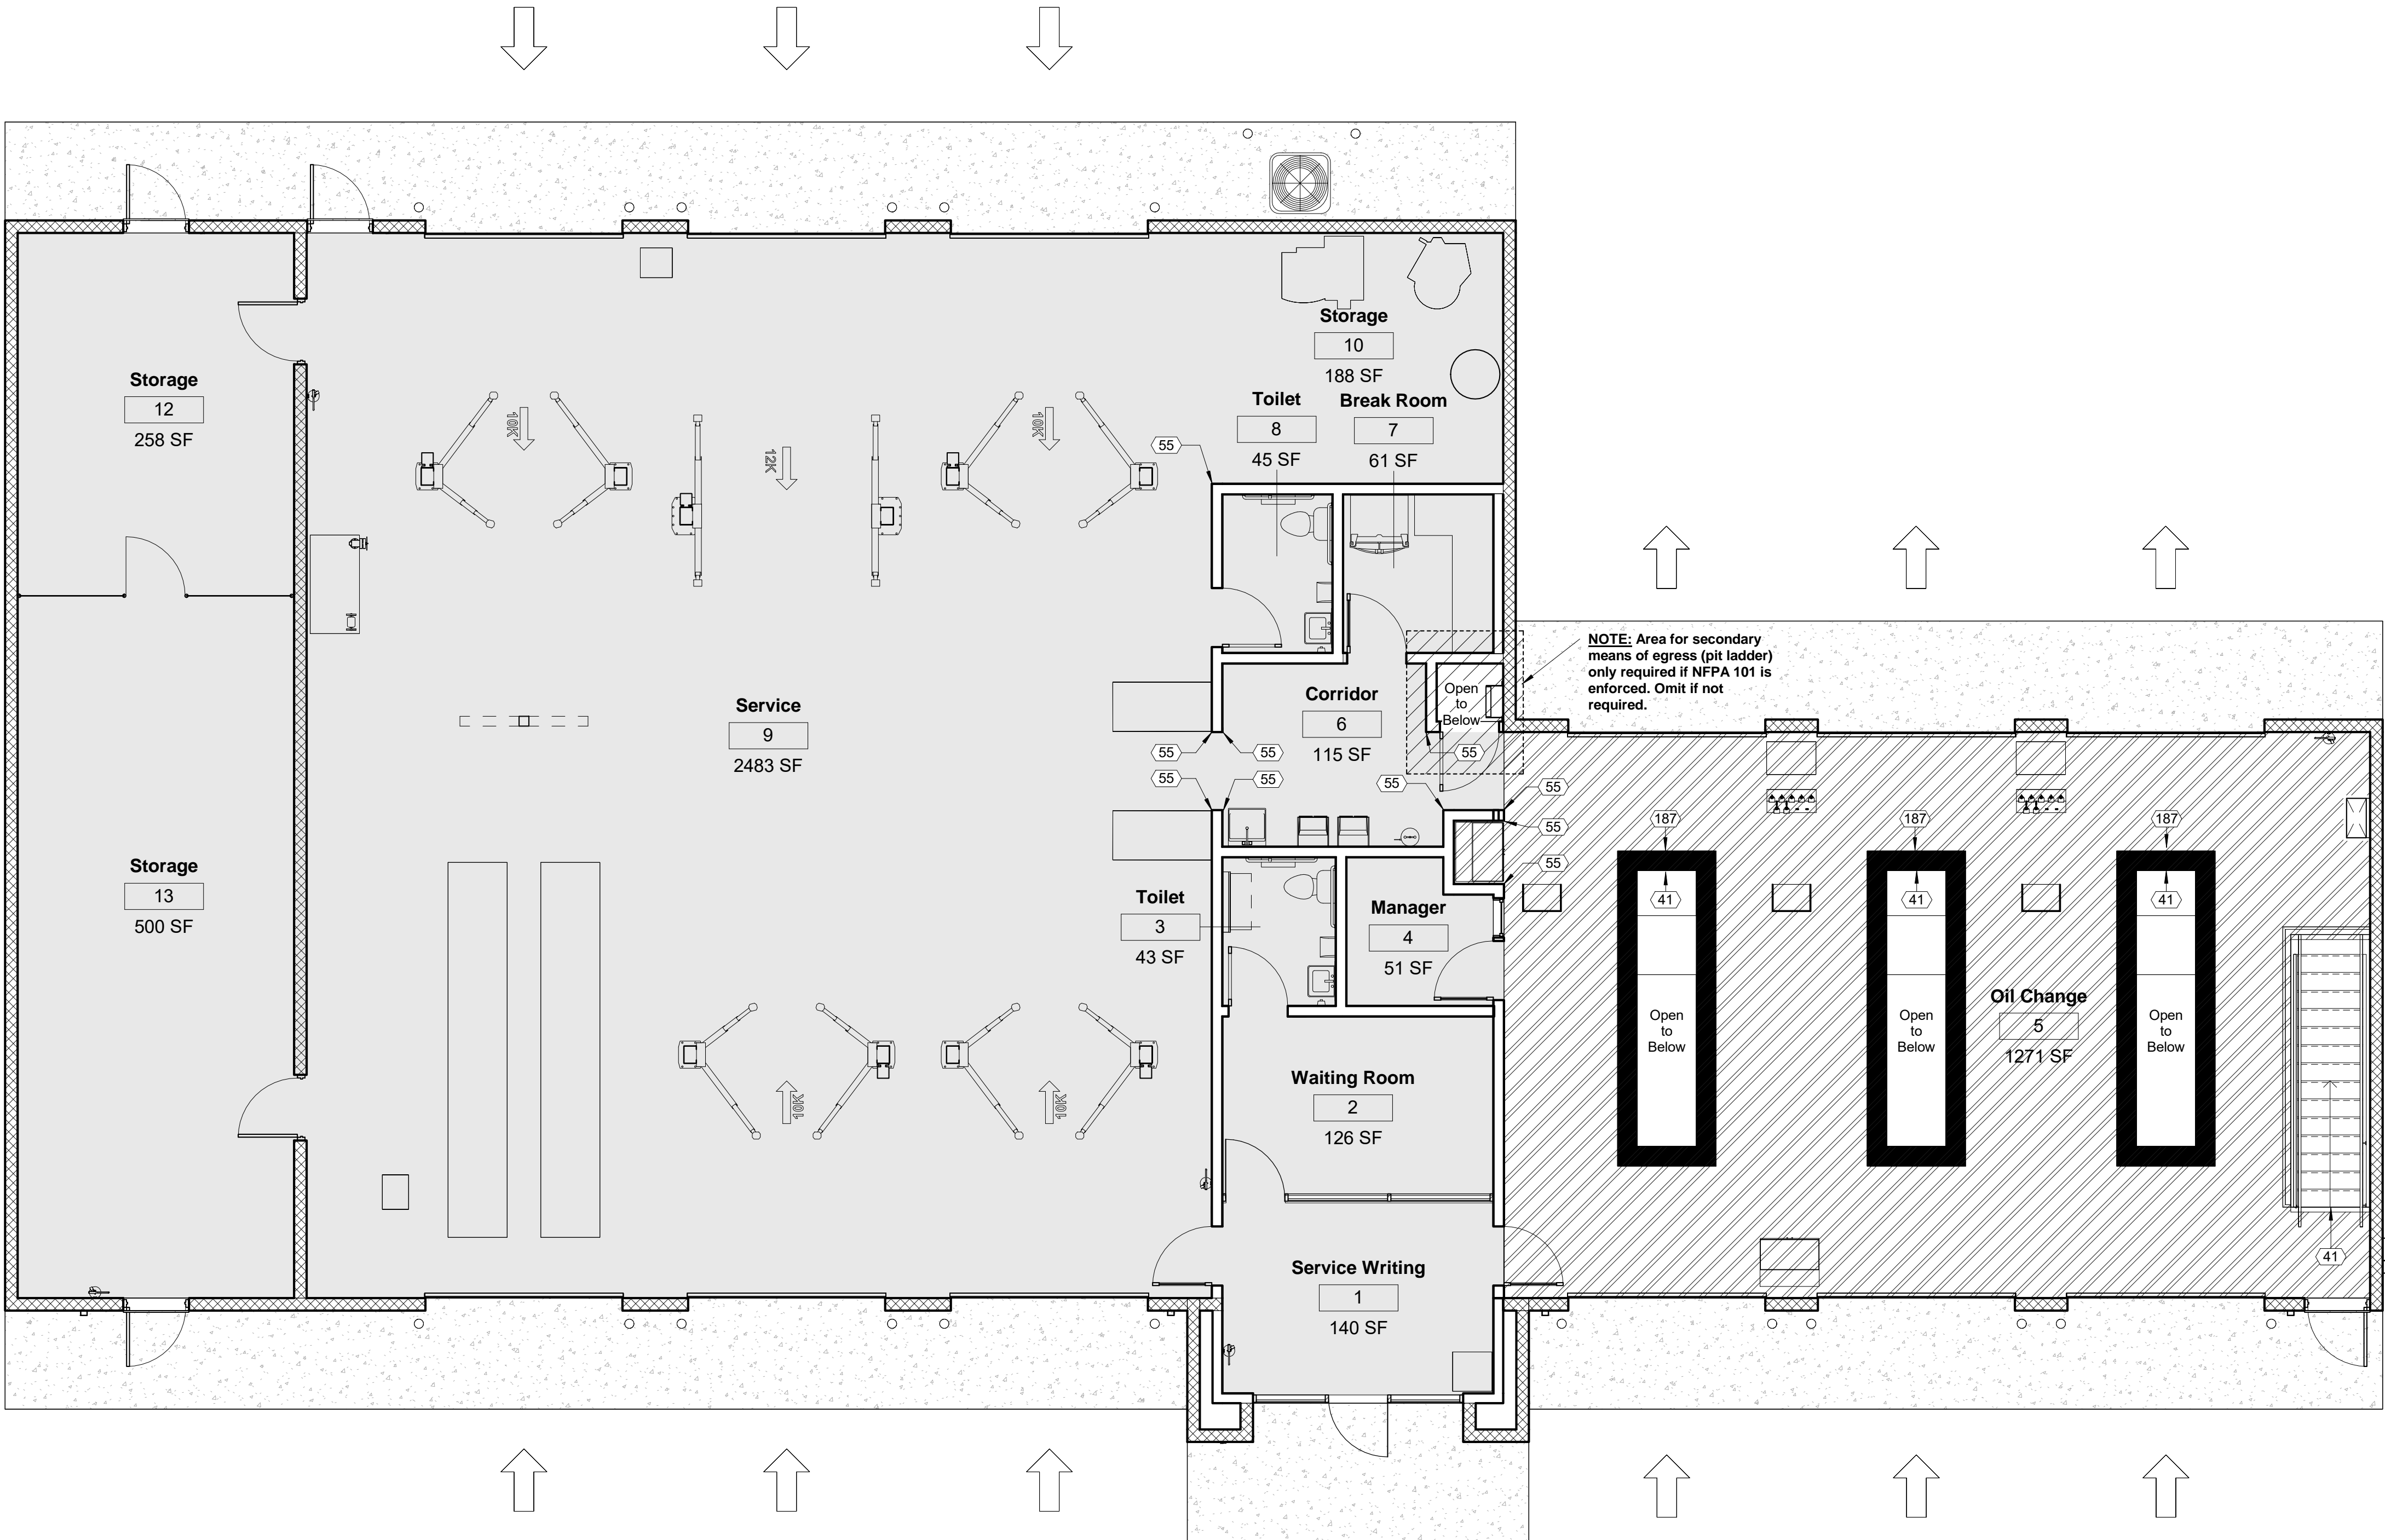 Storage
12
258 SF
10K
12K
10K
Storage
10
188 SF
Toilet
8
45 SF
Break Room
7
61 SF
55
NOTE: Area for secondary
means of egress (pit ladder)
only required if NFPA 101 is
enforced. Omit if not
required.
Service
9
2483 SF
Corridor
6
115 SF
Open
to
Below
55
55
55
55
55
55
55
55
55
187
187
187
Storage
13
500 SF
Toilet
3
43 SF
Manager
4
51 SF
41
41
41
Open
to
Below
Open
to
Below
Oil Change
5
1271 SF
Open
to
Below
10K
10K
Waiting Room
2
126 SF
41
Service Writing
1
140 SF